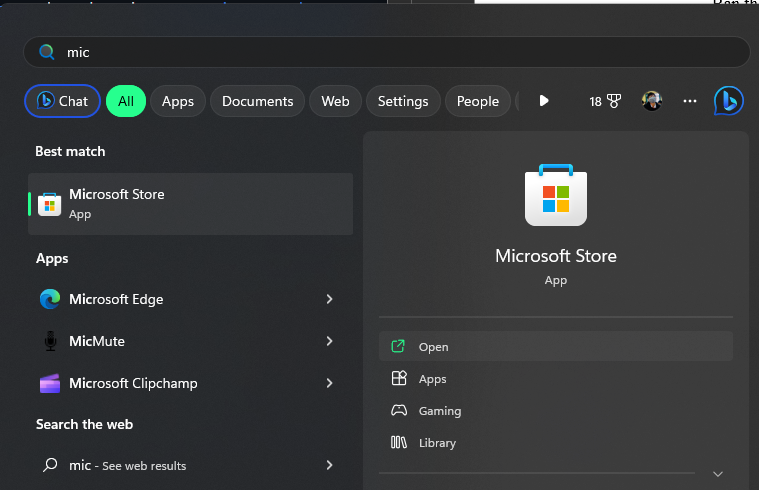 mic
Chat
All
Apps
Documents
Web
Settings
People
18
Best match
Microsoft Store
App
Apps
Microsoft Edge
MicMute
Microsoft Clipchamp
Search the web
mic - See web results
Microsoft Store
App
Open
Apps
Gaming
Library